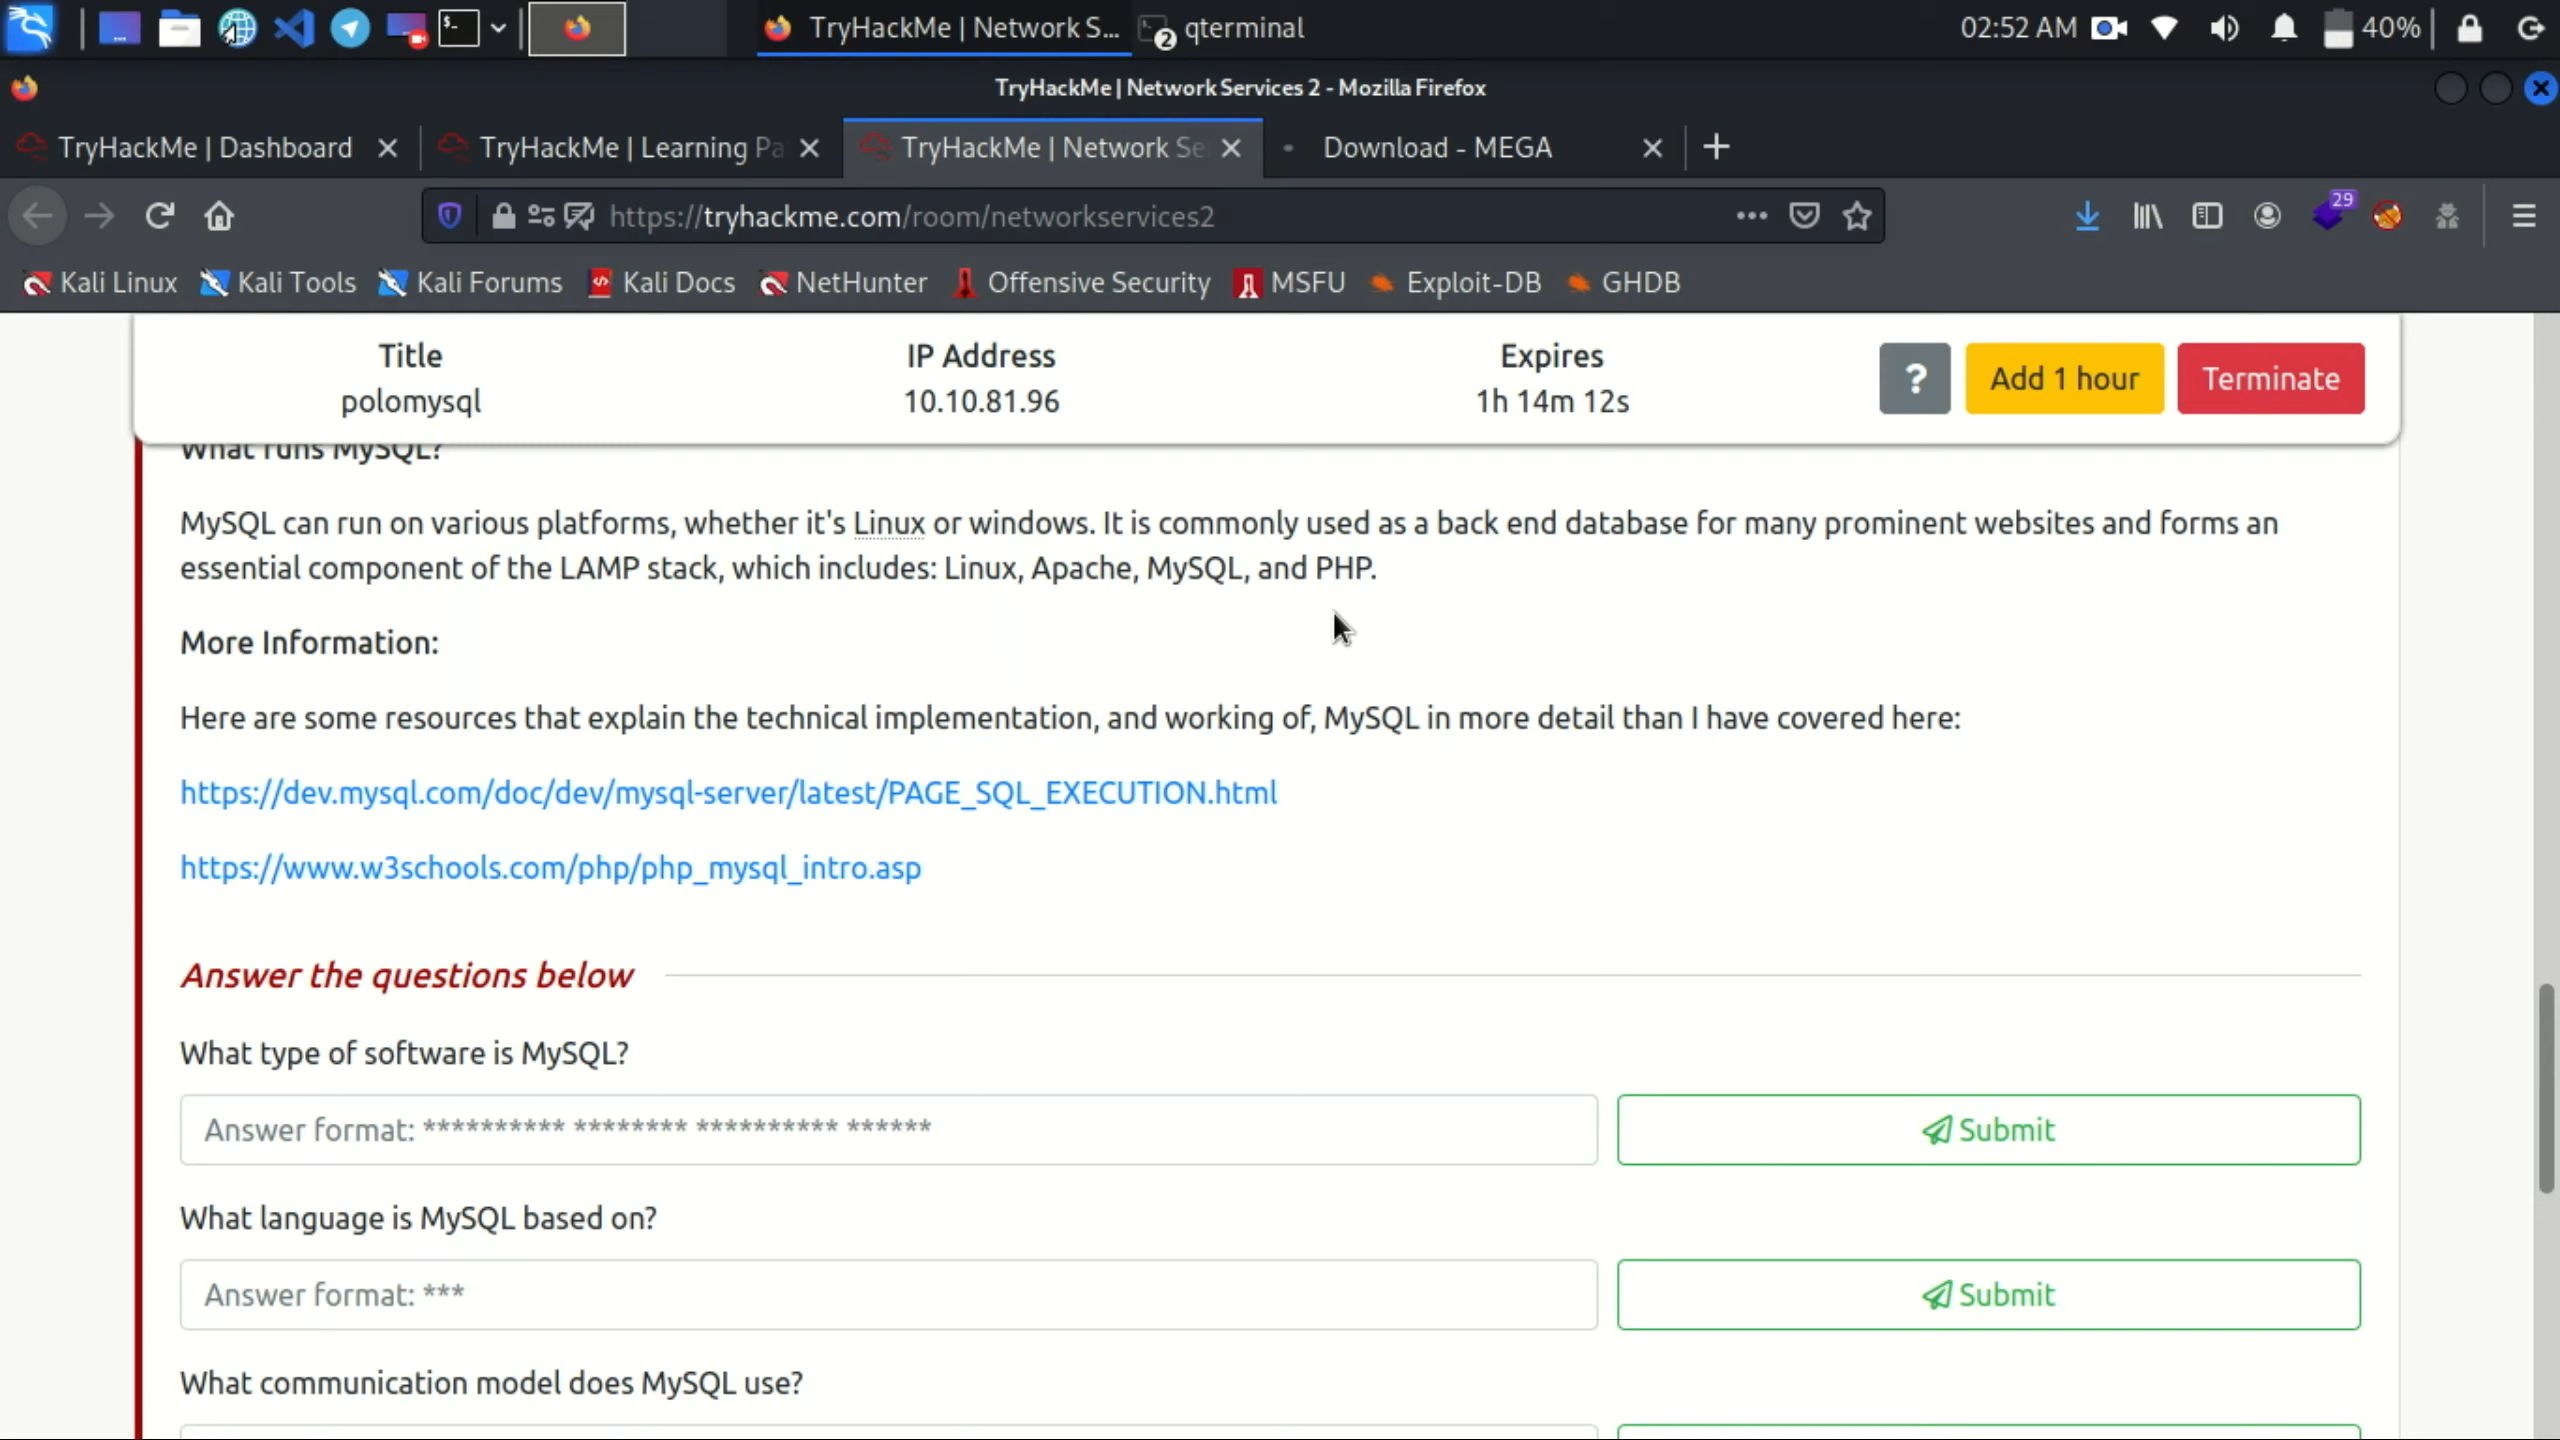 TryHackMe | Network S...
2 qterminal
02:52 AM
40%
TryHackMe | Network Services 2 - Mozilla Firefox
TryHackMe | Dashboard
TryHackMe | Learning Pa
TryHackMe | Network Se
Download - MEGA
https://tryhackme.com/room/networkservices2
29
Kali Linux
Kali Tools
Kali Forums
Kali Docs
NetHunter
Offensive Security
MSFU
Exploit-DB
GHDB
Title
polomysql
IP Address
10.10.81.96
Expires
1h 14m 12s
?
Add 1 hour
Terminate
What runs MySQL?
MySQL can run on various platforms, whether it's Linux or windows. It is commonly used as a back end database for many prominent websites and forms an
essential component of the LAMP stack, which includes: Linux, Apache, MySQL, and PHP.
More Information:
Here are some resources that explain the technical implementation, and working of, MySQL in more detail than I have covered here:
https://dev.mysql.com/doc/dev/mysql-server/latest/PAGE_SQL_EXECUTION.html
https://www.w3schools.com/php/php_mysql_intro.asp
Answer the questions below
What type of software is MySQL?
Answer format: ********** ******** ********** ******
Submit
What language is MySQL based on?
Answer format: ***
Submit
What communication model does MySQL use?